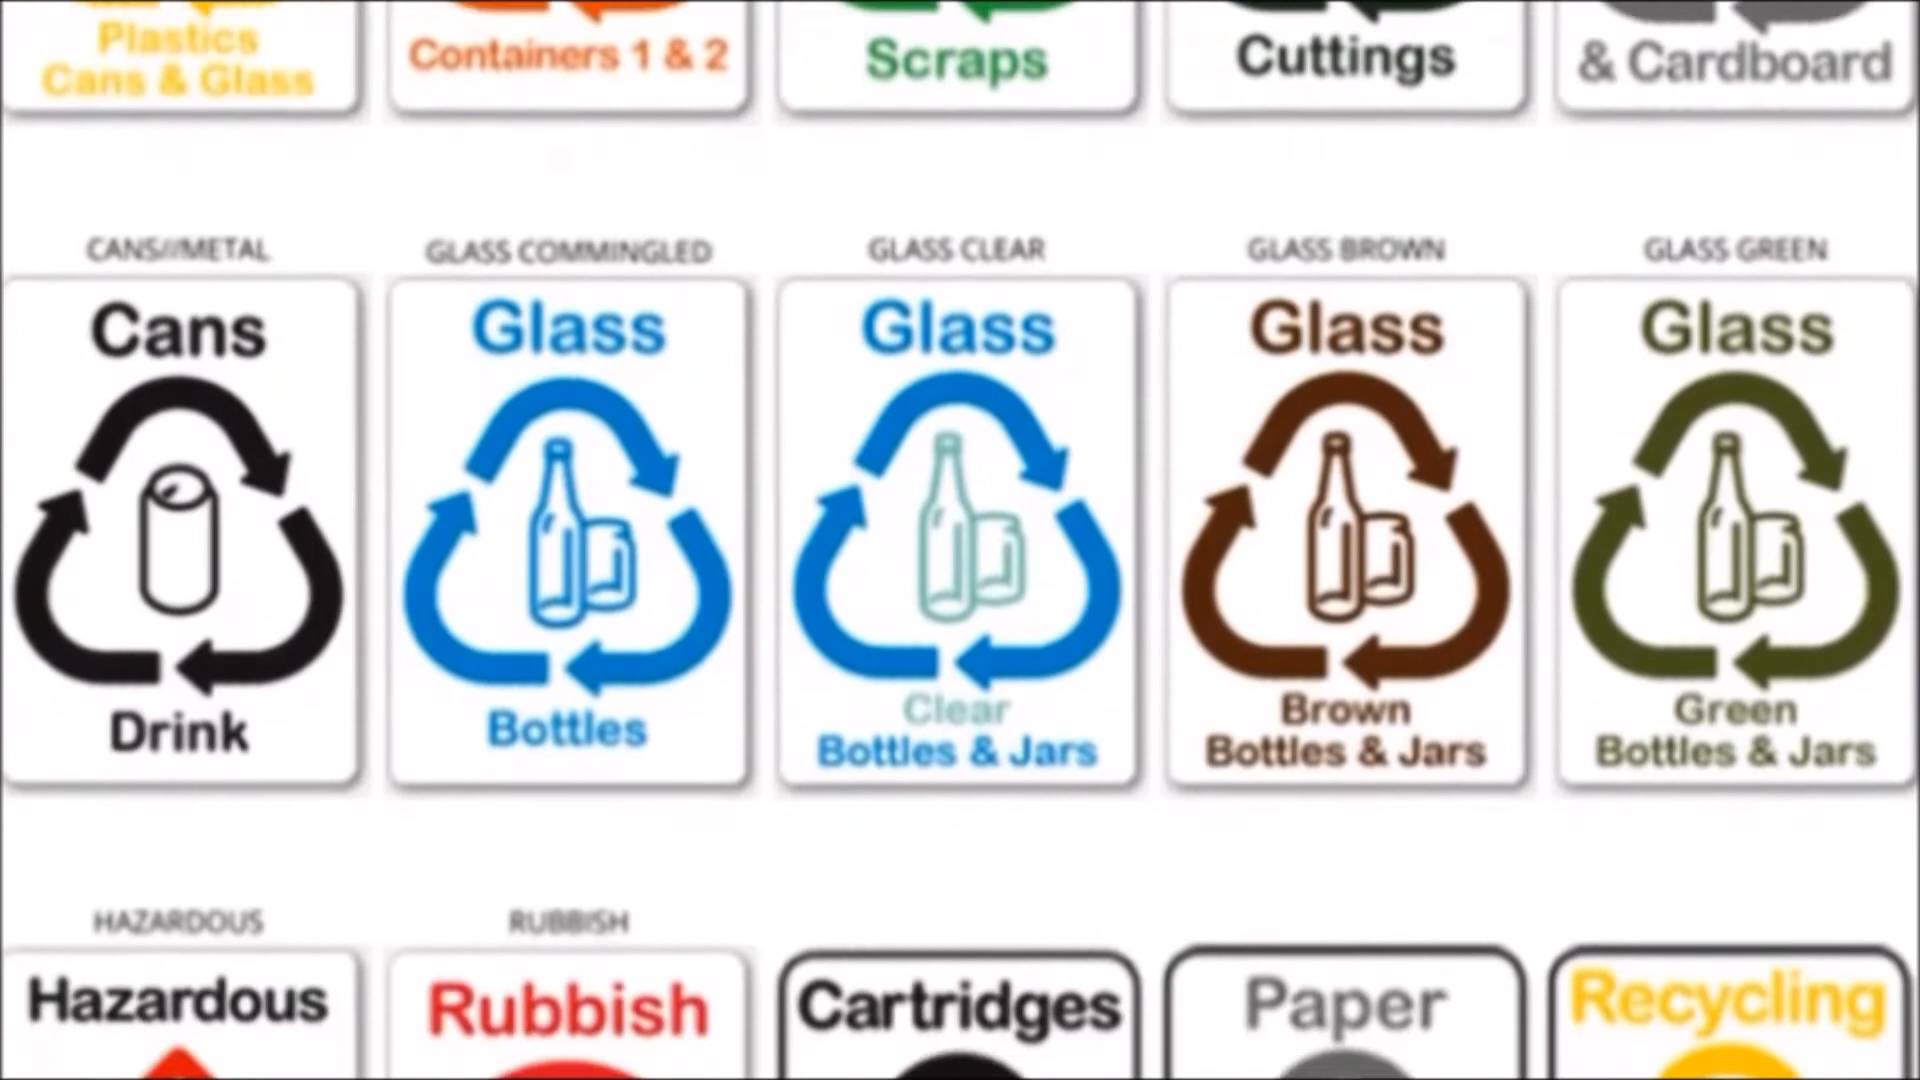 Plastics
Cans & Glass
Containers 1 & 2
Scraps
Cuttings
& Cardboard
CANS//METAL
GLASS COMMINGLED
GLASS CLEAR
GLASS BROWN
GLASS GREEN
Cans
Drink
Glass
Bottles
Glass
Clear
Bottles & Jars
Glass
Brown
Bottles & Jars
Glass
Green
Bottles & Jars
HAZARDOUS
RUBBISH
Hazardous
Rubbish
Cartridges
Paper
Recycling